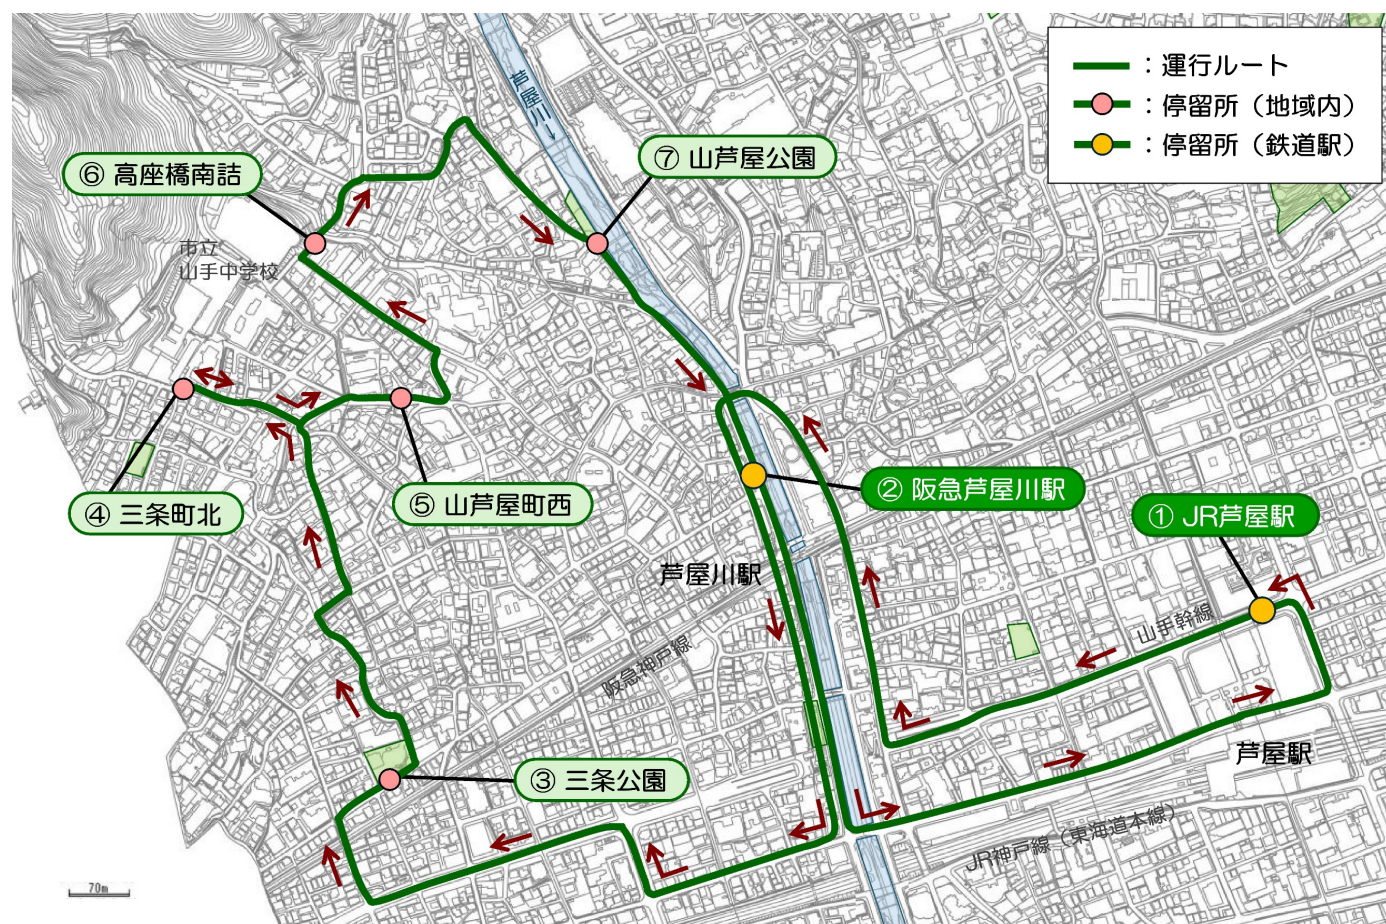 ：運行ルート
：停留所（地域内）
：停留所（鉄道駅）
芦屋川→
⑦ 山芦屋公園
⑥ 高座橋南詰
市立
山手中学校
② 阪急芦屋川駅
⑤ 山芦屋町西
④ 三条町北
① JR芦屋駅
芦屋川駅
山手幹線
阪急神戸線
芦屋駅
③ 三条公園
JR神戸線（東海道本線）
70m